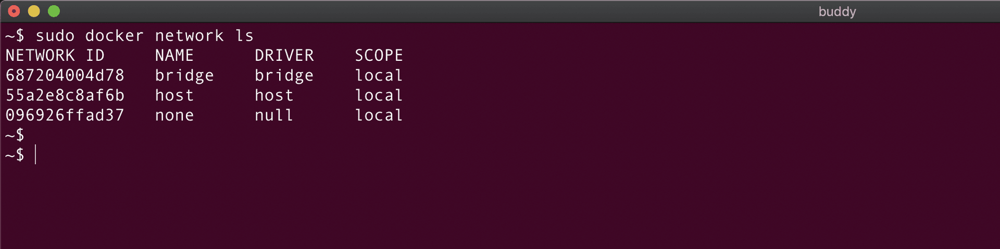 buddy
~$ sudo docker network ls
NETWORK ID NAME DRIVER SCOPE
687204004d78 bridge bridge local
55a2e8c8af6b host host local
096926ffad37 none null local
~$
~$